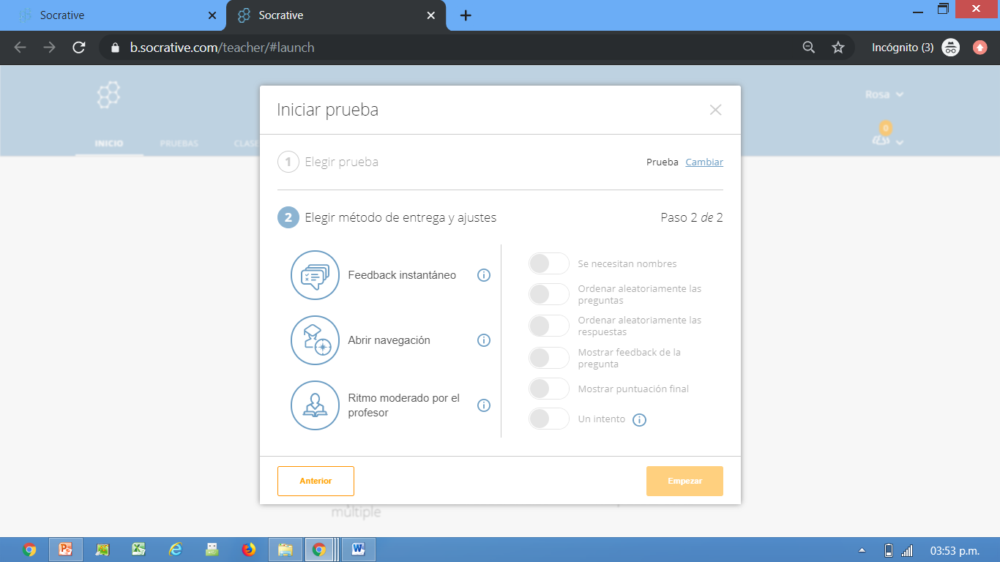 Socrative
Socrative
b.socrative.com/teacher/#launch
Incógnito (3)
Rosa
INICIO
PRUEBAS
CLASE
0
Iniciar prueba
1 Elegir prueba
Prueba Cambiar
2 Elegir método de entrega y ajustes
Paso 2 de 2
Feedback instantáneo
Abrir navegación
Ritmo moderado por el
profesor
Se necesitan nombres
Ordenar aleatoriamente las
preguntas
Ordenar aleatoriamente las
respuestas
Mostrar feedback de la
pregunta
Mostrar puntuación final
Un intento
Anterior
Empezar
múltiple
03:53 p.m.